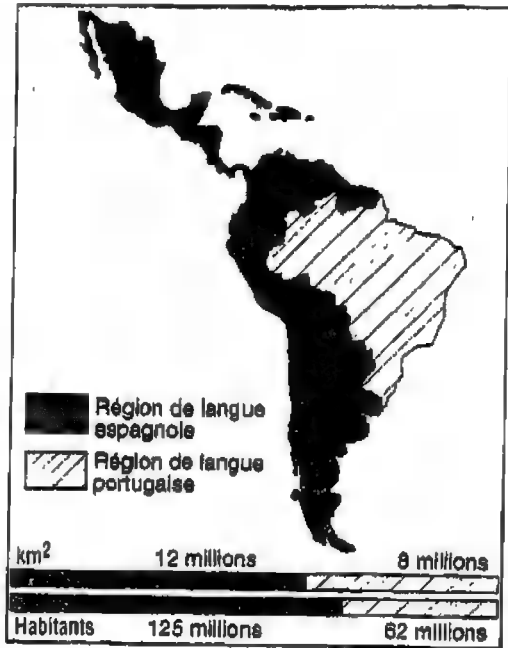 Région de langue
espagnole
Région de langue
portugaise
km² 12 millions 8 millions
Habitants 125 millions 62 millions